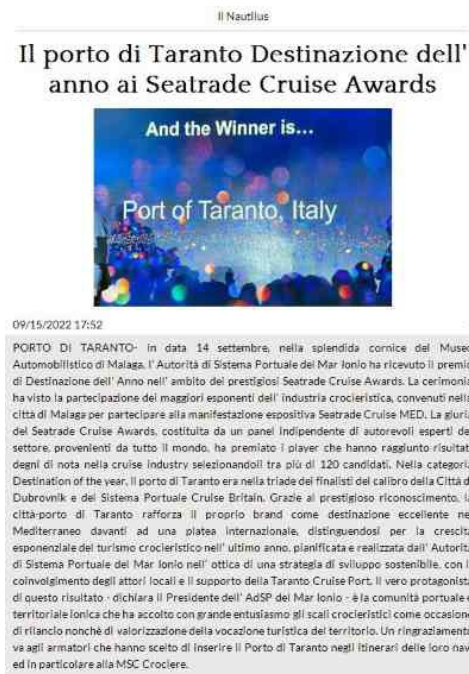 Il Nautilus
Il porto di Taranto Destinazione dell'
anno ai Seatrade Cruise Awards
And the Winner is...
Port of Taranto, Italy
09/15/2022 17:52
PORTO DI TARANTO- in data 14 settembre, nella splendida cornice del Museo
Automobilistico di Malaga, l' Autorità di Sistema Portuale del Mar Ionio ha ricevuto il premio
di Destinazione dell' Anno nell' ambito dei prestigiosi Seatrade Cruise Awards. La cerimonia
ha visto la partecipazione dei maggiori esponenti dell' industria crocieristica, convenuti nella
città di Malaga per partecipare alla manifestazione espositiva Seatrade Cruise MED. La giuria
del Seatrade Cruise Awards, costituita da un panel indipendente di autorevoli esperti del
settore, provenienti da tutto il mondo, ha premiato i player che hanno raggiunto risultati
degni di nota nella cruise industry selezionandoli tra più di 120 candidati. Nella categoria
Destination of the year, il porto di Taranto era nella triade dei finalisti del calibro della Città di
Dubrovnik e del Sistema Portuale Cruise Britain. Grazie al prestigioso riconoscimento, la
città-porto di Taranto rafforza il proprio brand come destinazione eccellente nel
Mediterraneo davanti ad una platea internazionale, distinguendosi per la crescita
esponenziale del turismo crocieristico nell' ultimo anno, pianificata e realizzata dall' Autorità
di Sistema Portuale del Mar Ionio nell' ottica di una strategia di sviluppo sostenibile, con il
coinvolgimento degli attori locali e il supporto della Taranto Cruise Port. Il vero protagonista
di questo risultato - dichiara il Presidente dell' AdSP del Mar Ionio - è la comunità portuale e
territoriale ionica che ha accolto con grande entusiasmo gli scali crocieristici come occasione
di rilancio nonché di valorizzazione della vocazione turistica del territorio. Un ringraziamento
va agli armatori che hanno scelto di inserire il Porto di Taranto negli itinerari delle loro navi
ed in particolare alla MSC Crociere.